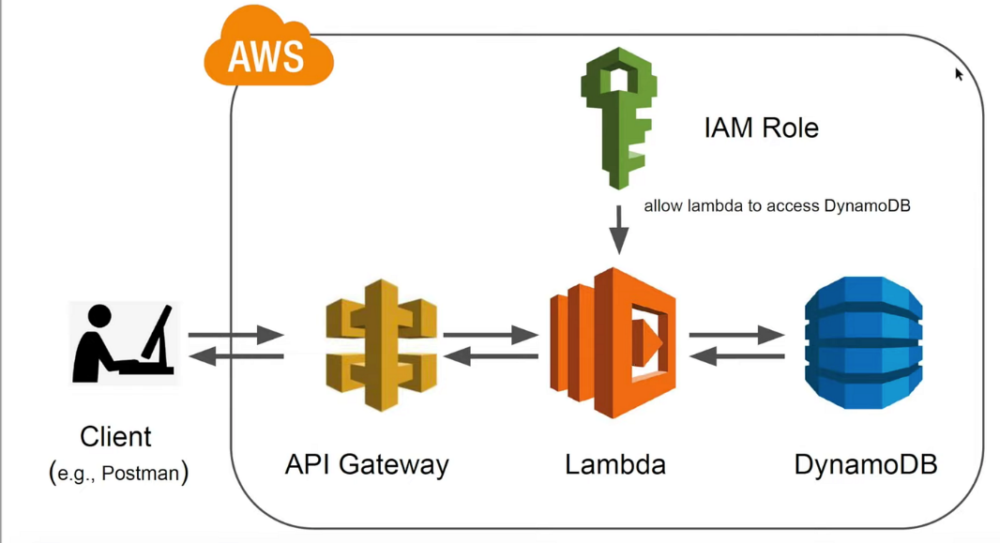 AWS
IAM Role
allow lambda to access DynamoDB
Client
(e.g., Postman)
API Gateway
Lambda
DynamoDB